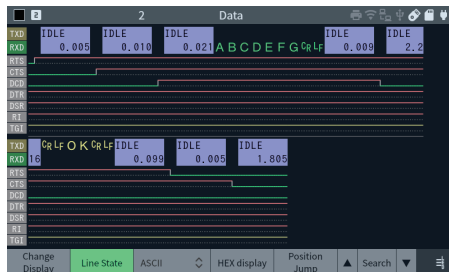 2 2 Data
TXD IDLE IDLE IDLE IDLE IDLE
RXD 0.005 0.010 0.021 A B C D E F G CR LF 0.009 2.2
RTS
CTS
DCD
DTR
DSR
RI
TGI
TXD CR LF O K CR LF IDLE IDLE IDLE
RXD 16 0.099 0.005 1.805
RTS
CTS
DCD
DTR
DSR
RI
TGI
Change Display Line State ASCII HEX display Position Jump ▲ Search ▼